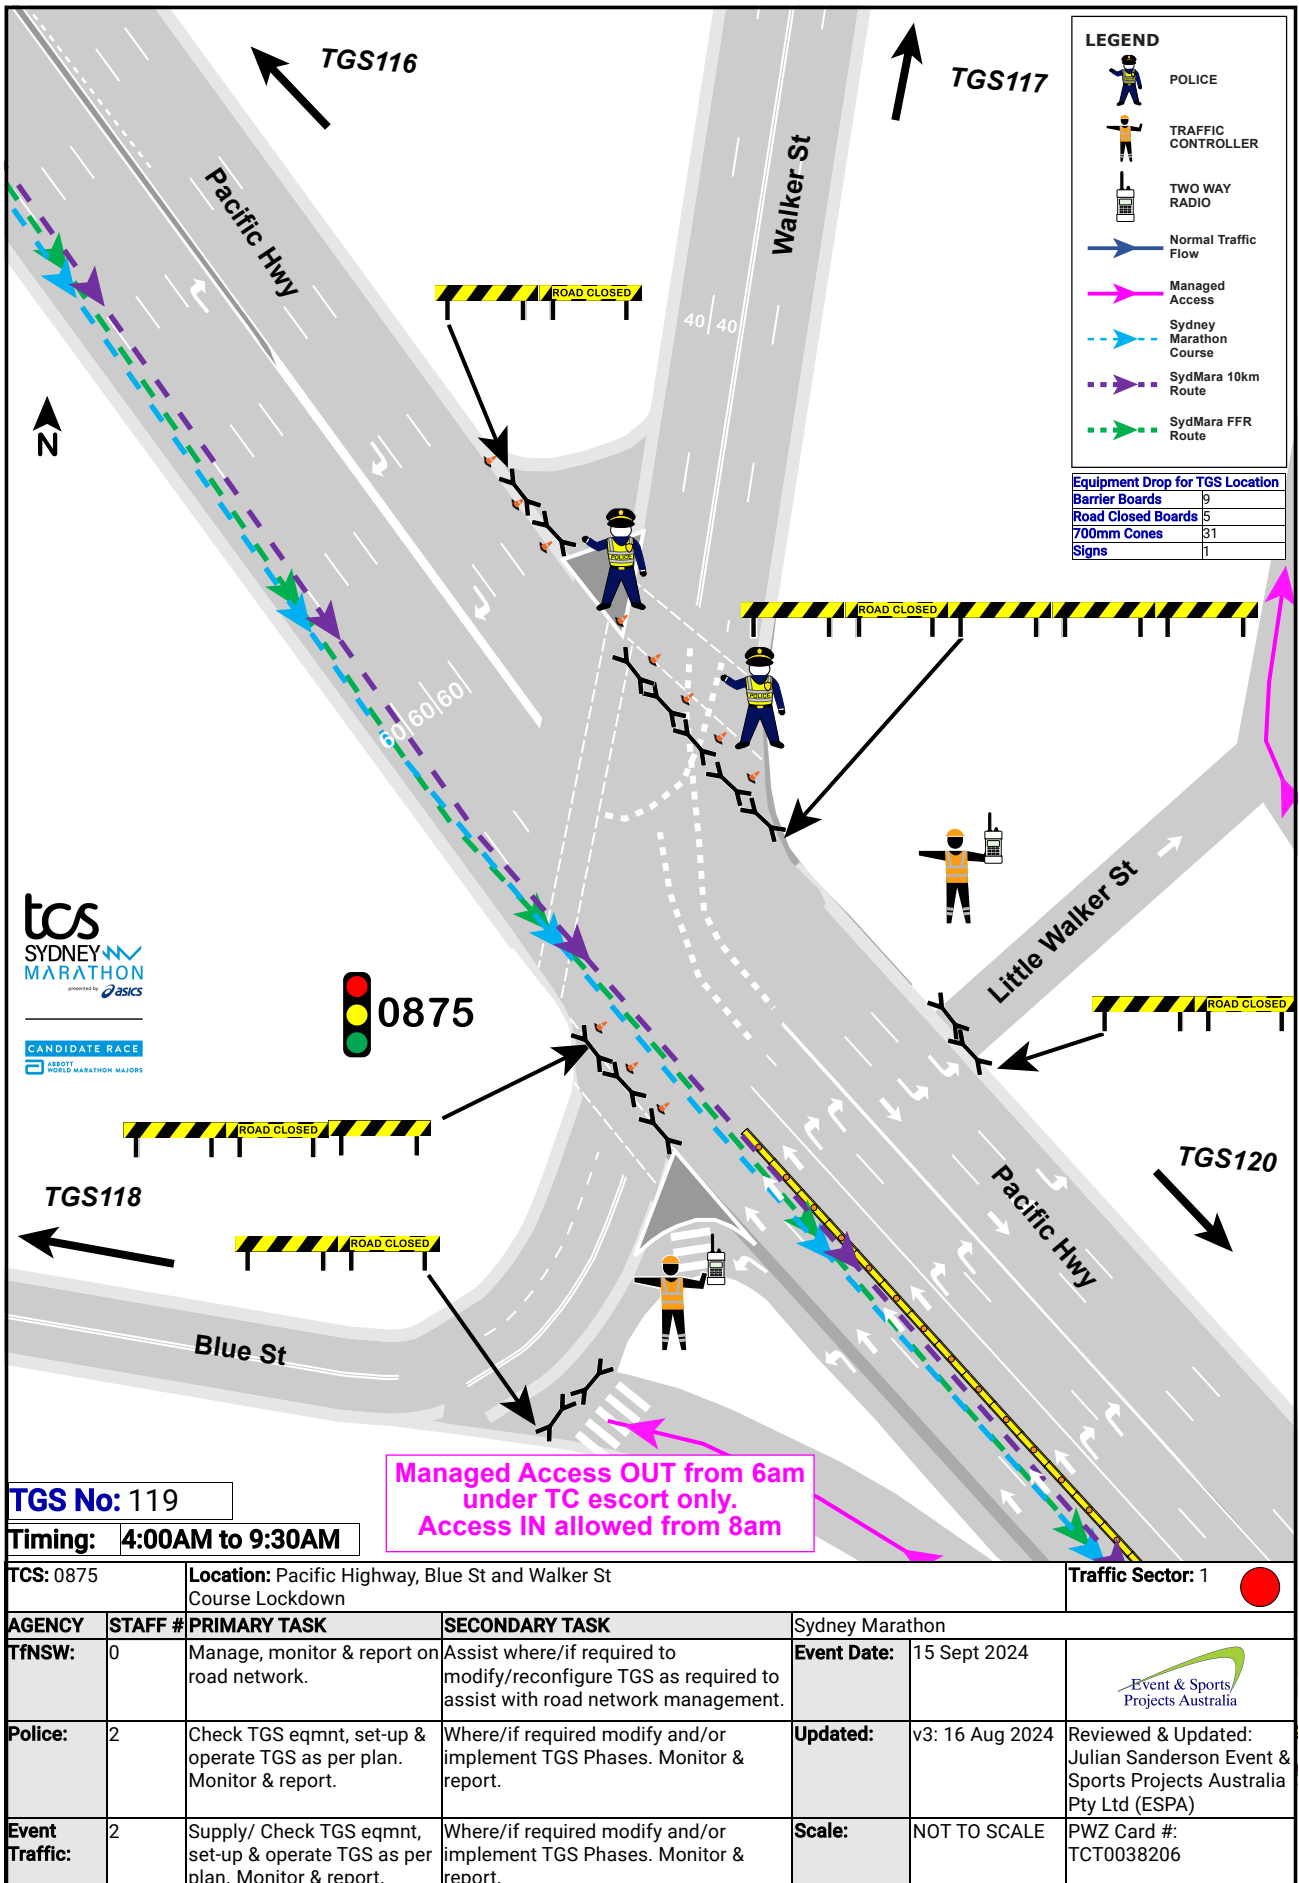 TGS116
TGS117
Pacific Hwy
Walker St
40 40
ROAD CLOSED
LEGEND
POLICE
TRAFFIC
CONTROLLER
TWO WAY
RADIO
Normal Traffic
Flow
Managed
Access
Sydney
Marathon
Course
SydMara 10km
Route
SydMara FFR
Route
N
Equipment Drop for TGS Location
Barrier Boards 9
Road Closed Boards 5
700mm Cones 31
Signs 1
POLICE
ROAD CLOSED
POLICE
60 60 60
Little Walker St
tcs
SYDNEY
MARATHON
presented by asics
CANDIDATE RACE
ABBOTT
WORLD MARATHON MAJORS
0875
ROAD CLOSED
ROAD CLOSED
TGS118
TGS120
Pacific Hwy
ROAD CLOSED
Blue St
Managed Access OUT from 6am
under TC escort only.
Access IN allowed from 8am
TGS No: 119
Timing: 4:00AM to 9:30AM
TCS: 0875
Location: Pacific Highway, Blue St and Walker St
Course Lockdown
Traffic Sector: 1
AGENCY STAFF # PRIMARY TASK SECONDARY TASK Sydney Marathon
TfNSW: 0
Manage, monitor & report on
road network.
Assist where/if required to
modify/reconfigure TGS as required to
assist with road network management.
Event Date: 15 Sept 2024
Event & Sports
Projects Australia
Police: 2
Check TGS eqmnt, set-up &
operate TGS as per plan.
Monitor & report.
Where/if required modify and/or
implement TGS Phases. Monitor &
report.
Updated: v3: 16 Aug 2024
Reviewed & Updated:
Julian Sanderson Event &
Sports Projects Australia
Pty Ltd (ESPA)
Event
Traffic:
2
Supply/ Check TGS eqmnt,
set-up & operate TGS as per
plan. Monitor & report.
Where/if required modify and/or
implement TGS Phases. Monitor &
report.
Scale: NOT TO SCALE
PWZ Card #:
TCT0038206